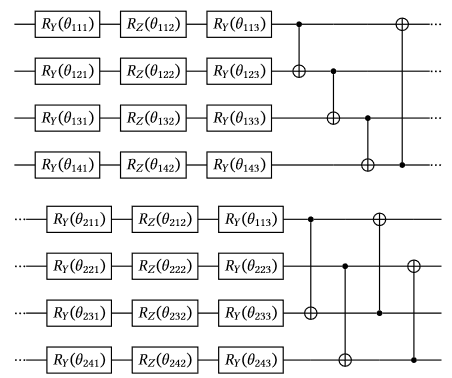 R_Y(θ_111) R_Z(θ_112) R_Y(θ_113) ...
R_Y(θ_121) R_Z(θ_122) R_Y(θ_123) ...
R_Y(θ_131) R_Z(θ_132) R_Y(θ_133) ...
R_Y(θ_141) R_Z(θ_142) R_Y(θ_143) ...
... R_Y(θ_211) R_Z(θ_212) R_Y(θ_113)
... R_Y(θ_221) R_Z(θ_222) R_Y(θ_223)
... R_Y(θ_231) R_Z(θ_232) R_Y(θ_233)
... R_Y(θ_241) R_Z(θ_242) R_Y(θ_243)